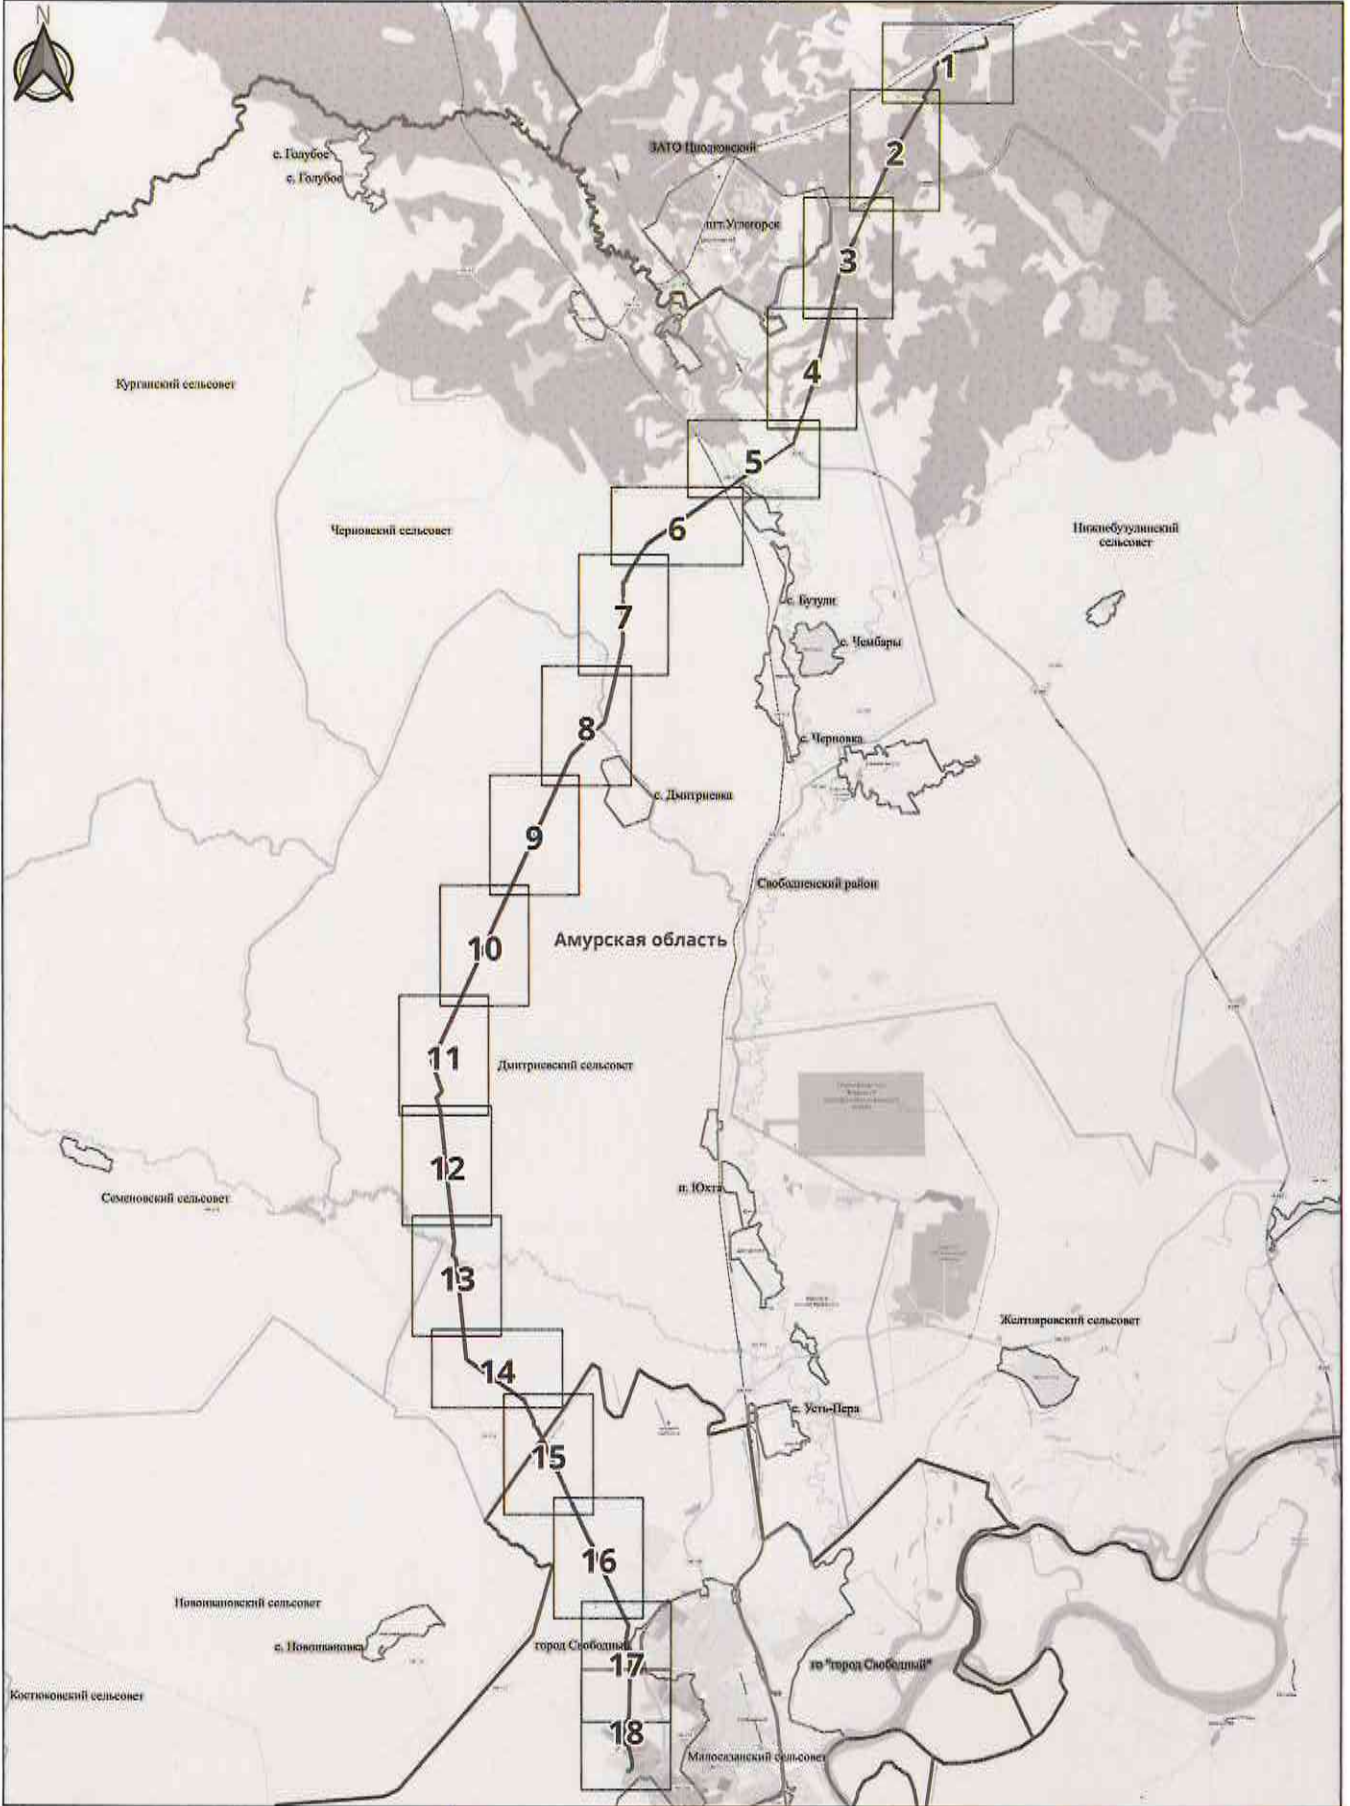 N
1
2
ЗАТО Циолковский
с. Голубое
с. Голубое
пгт.Углегорск
3
4
Курганский сельсовет
5
6
Черновский сельсовет
Нижнебузулинский
сельсовет
7
с. Бузули
с. Чембары
8
с. Черновка
с. Дмитриевка
9
Свободненский район
10
Амурская область
11
Дмитриевский сельсовет
12
п. Юхта
Семеновский сельсовет
13
Желтояровский сельсовет
14
с. Усть-Пера
15
16
Новоивановский сельсовет
с. Новоивановка
город Свободный
17
го "город Свободный"
Костюковский сельсовет
18
Малосазанский сельсовет